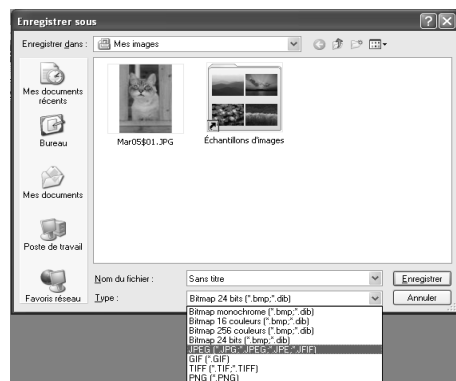 Enregistrer sous
Enregistrer dans : Mes images
Mes documents
récents
Bureau
Mes documents
Poste de travail
Favoris réseau
Mar05$01.JPG
Échantillons d'images
Nom du fichier : Sans titre Enregistrer
Type : Bitmap 24 bits (*.bmp;*.dib) Annuler
Bitmap monochrome (*.bmp;*.dib)
Bitmap 16 couleurs (*.bmp;*.dib)
Bitmap 256 couleurs (*.bmp;*.dib)
Bitmap 24 bits (*.bmp;*.dib)
JPEG (*.JPG;*.JPEG;*.JPE;*.JFIF)
GIF (*.GIF)
TIFF (*.TIF;*.TIFF)
PNG (*.PNG)